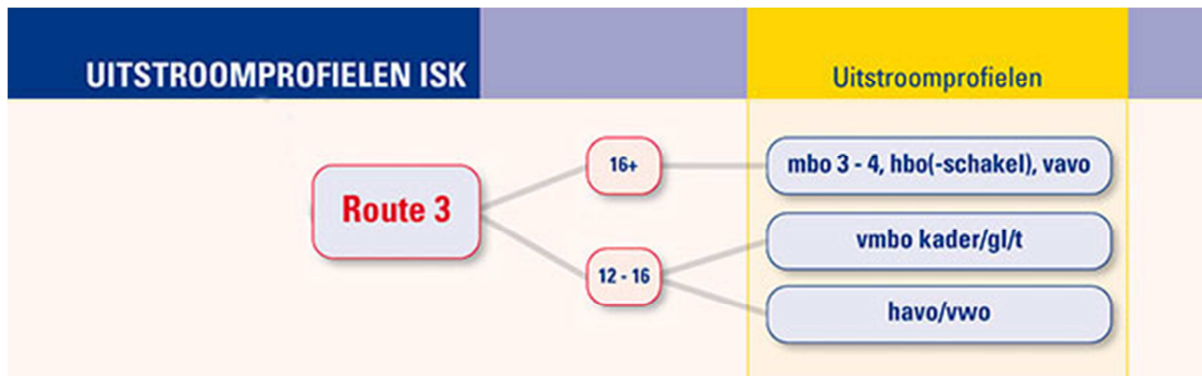 UITSTROOMPROFIELEN ISK
Uitstroomprofielen
Route 3
16+
mbo 3 - 4, hbo(-schakel), vavo
12 - 16
vmbo kader/gl/t
havo/vwo